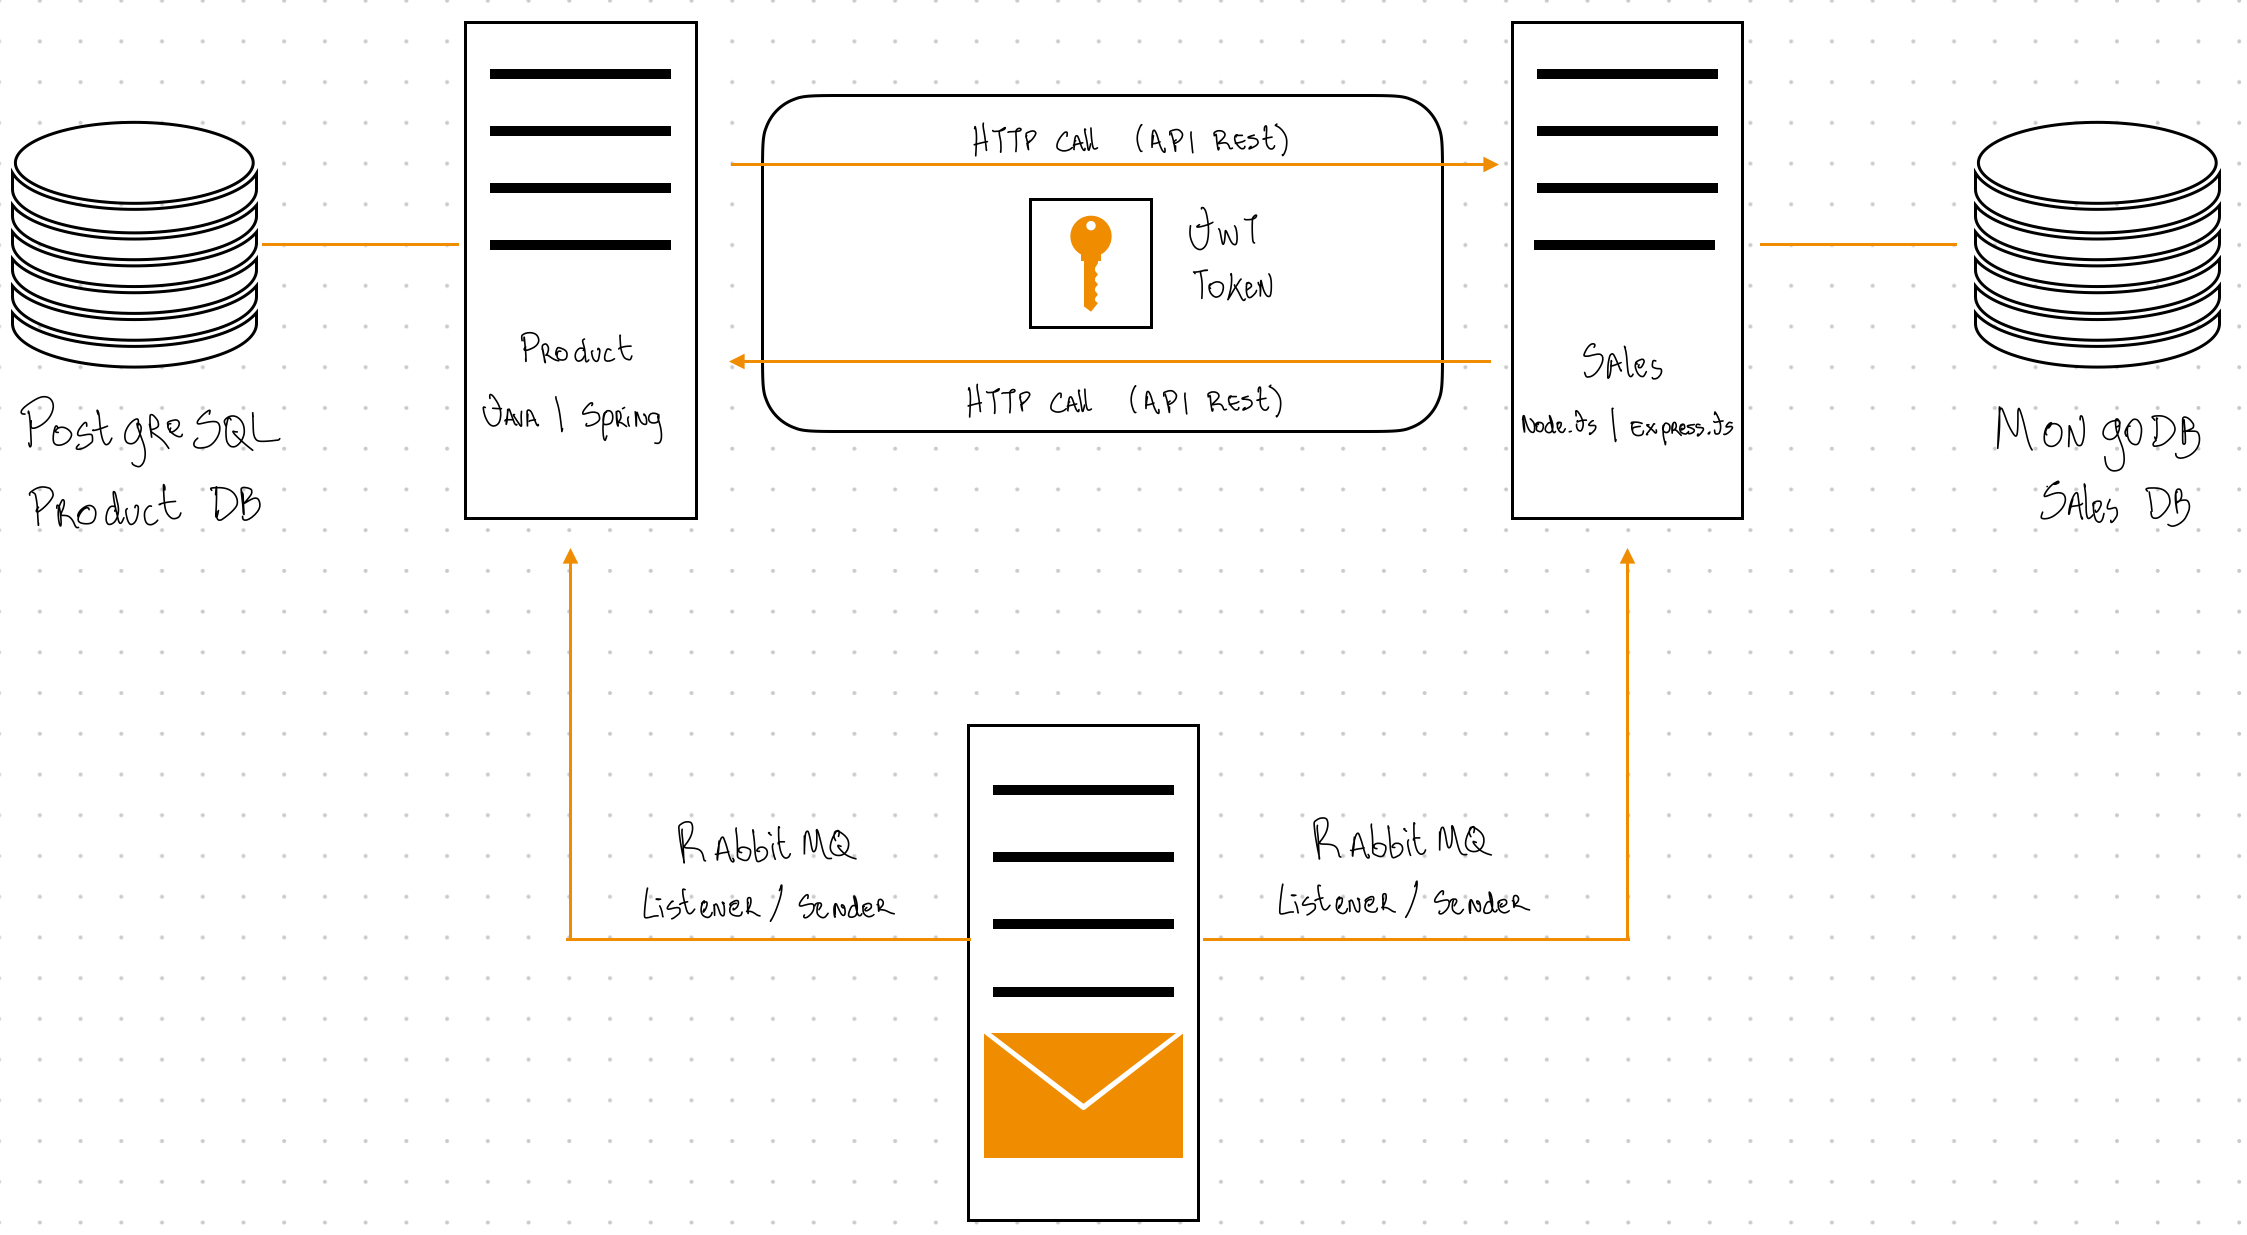 PostgreSQL
Product DB
Product
Java | Spring
HTTP Call (API Rest)
JWT
Token
HTTP Call (API Rest)
Sales
Node.Js | Express.Js
MongoDB
Sales DB
RabbitMQ
Listener / Sender
RabbitMQ
Listener / Sender